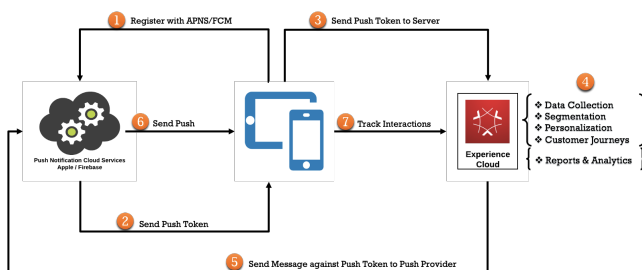 1 Register with APNS/FCM
3 Send Push Token to Server
4
Push Notification Cloud Services
Apple / Firebase
6 Send Push
7 Track Interactions
Experience
Cloud
❖ Data Collection
❖ Segmentation
❖ Personalization
❖ Customer Journeys
❖ Reports & Analytics
2 Send Push Token
5 Send Message against Push Token to Push Provider